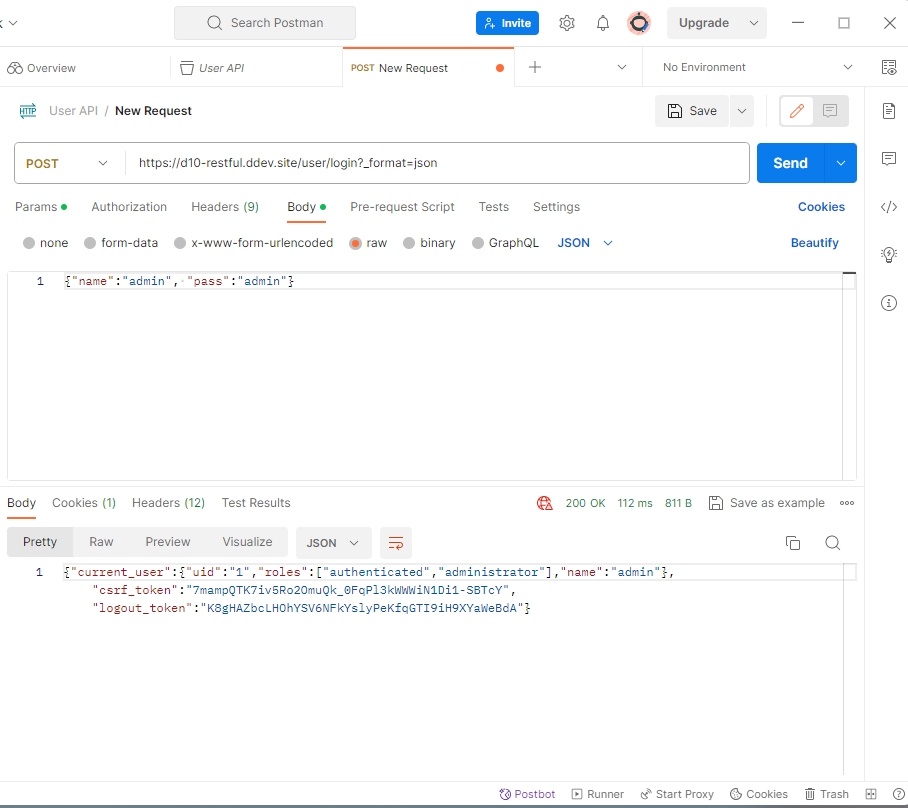 Search Postman
Invite
Upgrade
Overview
User API
POST New Request
No Environment
HTTP
User API / New Request
Save
POST
https://d10-restful.ddev.site/user/login?_format=json
Send
Params
Authorization
Headers (9)
Body
Pre-request Script
Tests
Settings
Cookies
none
form-data
x-www-form-urlencoded
raw
binary
GraphQL
JSON
Beautify
1 {"name":"admin", "pass":"admin"}
Body
Cookies (1)
Headers (12)
Test Results
200 OK
112 ms
811 B
Save as example
Pretty
Raw
Preview
Visualize
JSON
1 {"current_user":{"uid":"1","roles":["authenticated","administrator"],"name":"admin"},
"csrf_token":"7mampQTK7iv5Ro2OmuQk_0FqPl3kWWWiN1Di1-SBTcY",
"logout_token":"K8gHAZbcLHOhYSV6NFkYslyPeKfqGTI9iH9XYaWeBdA"}
Postbot
Runner
Start Proxy
Cookies
Trash